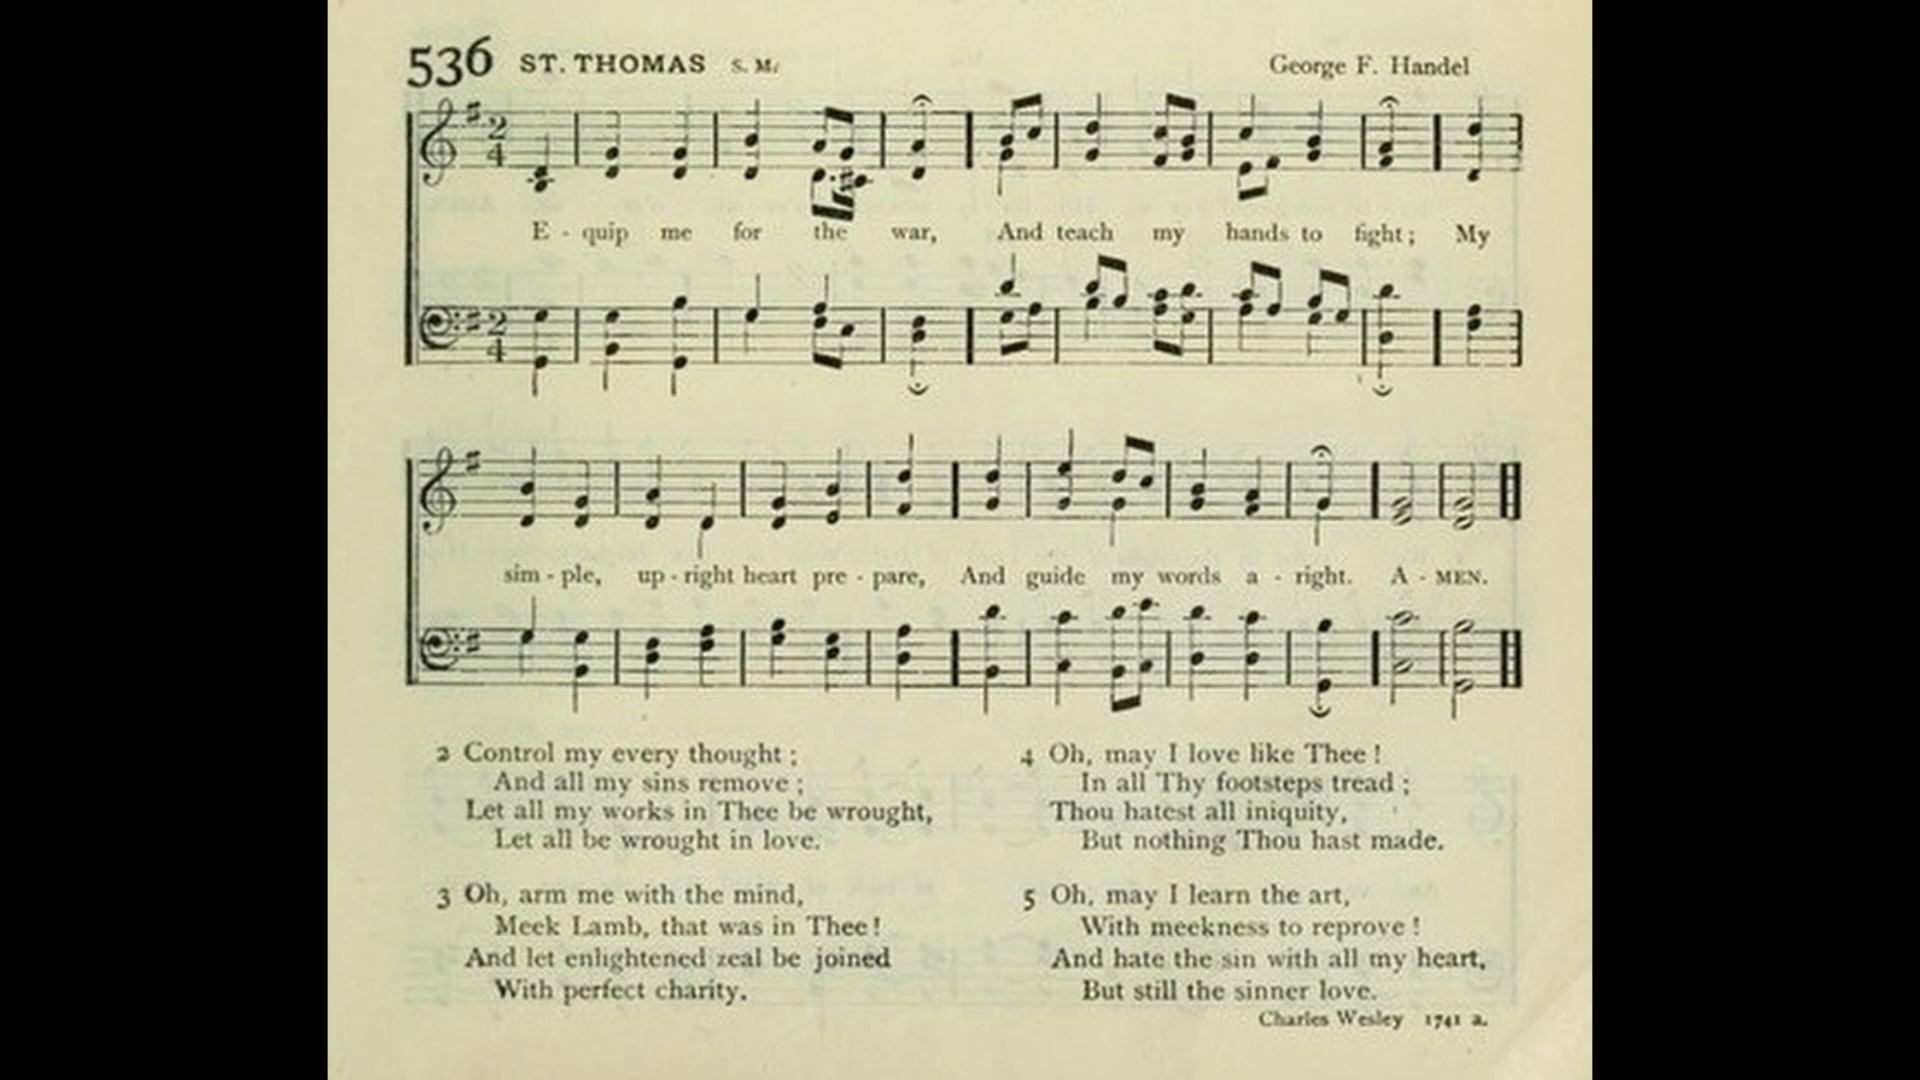 536 ST. THOMAS S. M. George F. Handel
2 4
E - quip me for the war, And teach my hands to fight; My
2 4
sim - ple, up - right heart pre - pare, And guide my words a - right. A - MEN.
2 Control my every thought;
And all my sins remove;
Let all my works in Thee be wrought,
Let all be wrought in love.
3 Oh, arm me with the mind,
Meek Lamb, that was in Thee!
And let enlightened zeal be joined
With perfect charity.
4 Oh, may I love like Thee!
In all Thy footsteps tread;
Thou hatest all iniquity,
But nothing Thou hast made.
5 Oh, may I learn the art,
With meekness to reprove!
And hate the sin with all my heart,
But still the sinner love.
Charles Wesley 1741 a.